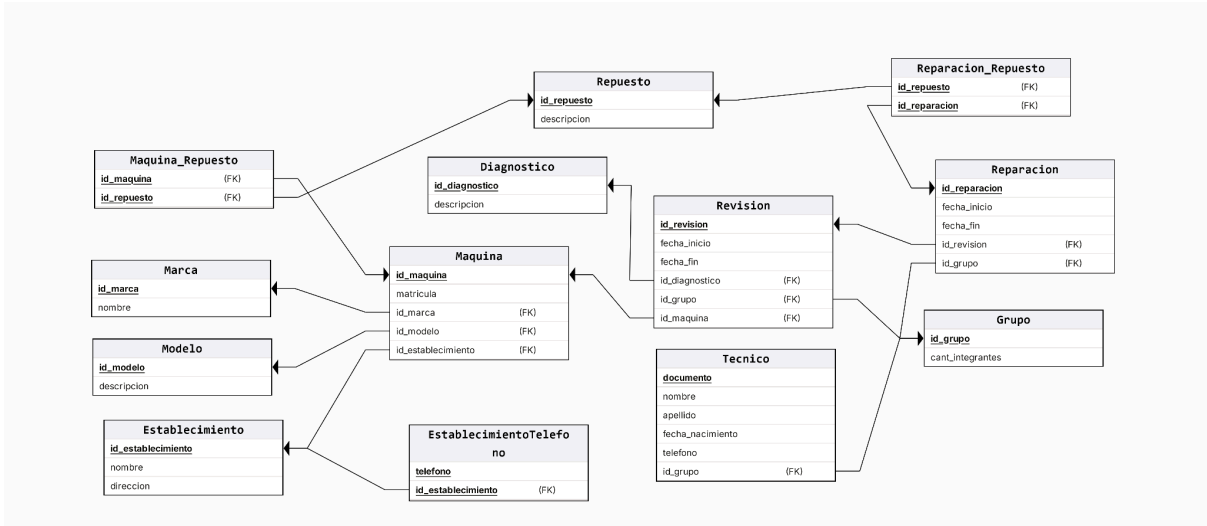 Reparacion_Repuesto
id_repuesto (FK)
id_reparacion (FK)
Repuesto
id_repuesto
descripcion
Maquina_Repuesto
id_maquina (FK)
id_repuesto (FK)
Diagnostico
id_diagnostico
descripcion
Reparacion
id_reparacion
fecha_inicio
fecha_fin
id_revision (FK)
id_grupo (FK)
Revision
id_revision
fecha_inicio
fecha_fin
id_diagnostico (FK)
id_grupo (FK)
id_maquina (FK)
Maquina
id_maquina
matricula
id_marca (FK)
id_modelo (FK)
id_establecimiento (FK)
Marca
id_marca
nombre
Modelo
id_modelo
descripcion
Grupo
id_grupo
cant_integrantes
Tecnico
documento
nombre
apellido
fecha_nacimiento
telefono
id_grupo (FK)
Establecimiento
id_establecimiento
nombre
direccion
EstablecimientoTelefo
no
telefono
id_establecimiento (FK)